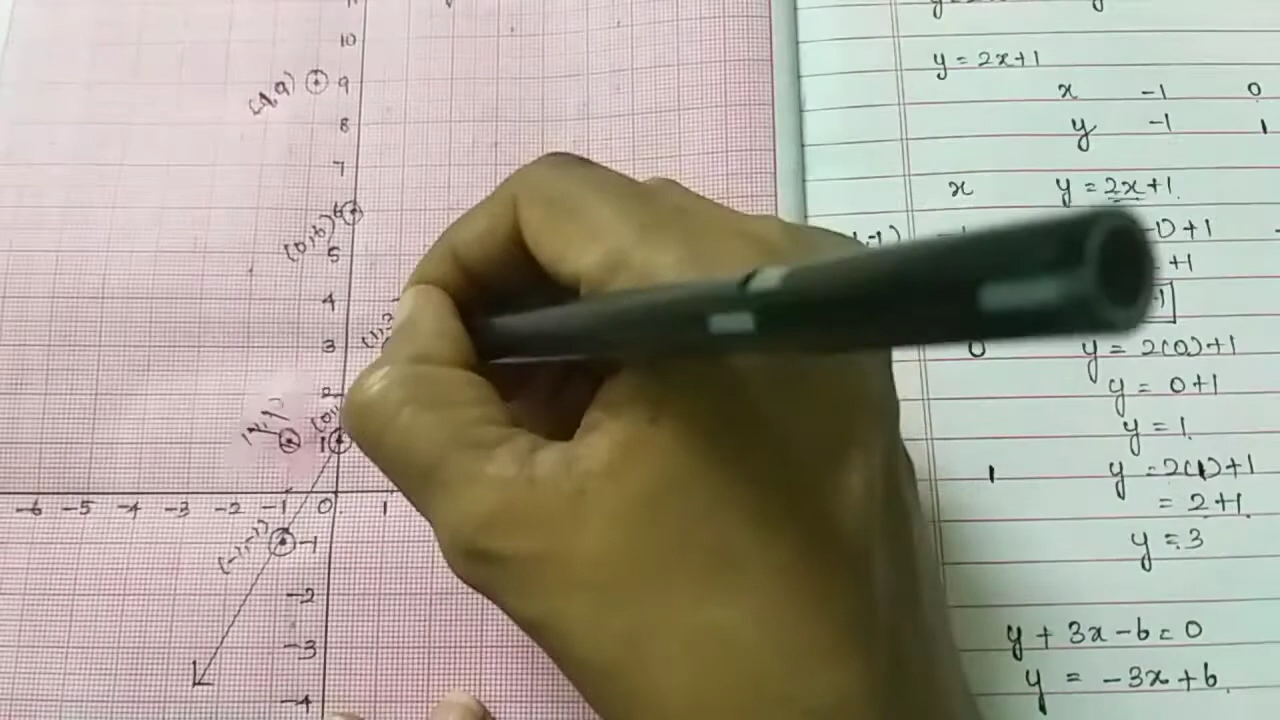 10
(-1,9) 9
8
7
(0,6) 6
5
4
3
2
1
-6 -5 -4 -3 -2 -1 0 1
(-1,-1) -1
-2
-3
-4
y = 2x+1
x -1 0
y -1 1
x y = 2x+1
+1
0 y = 2(0)+1
y = 0+1
y = 1
1 y = 2(1)+1
= 2+1
y = 3
y + 3x-6=0
y = -3x+6